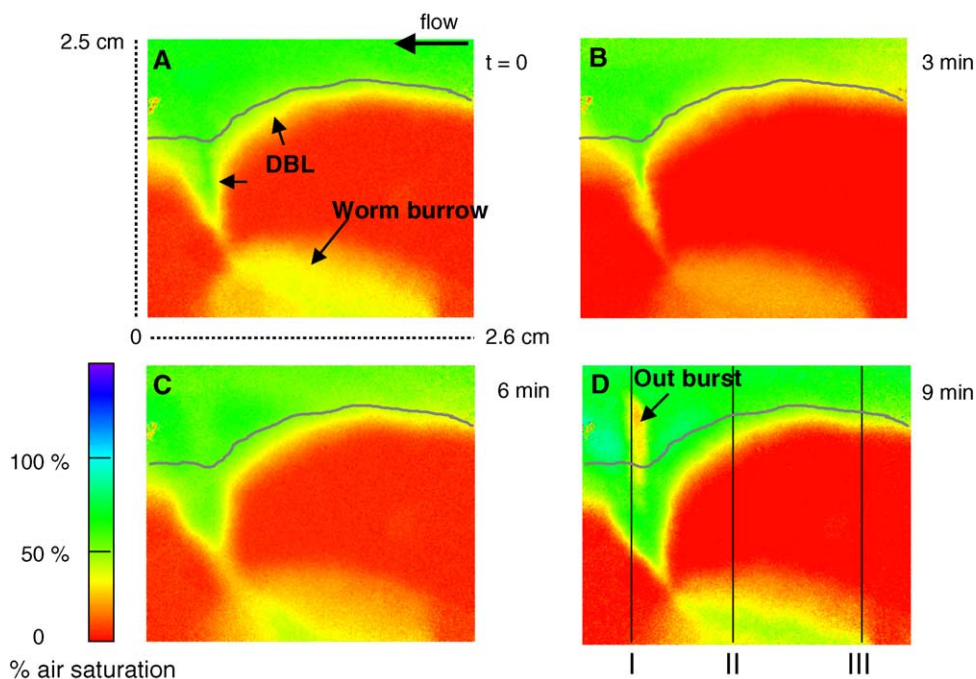 2.5 cm
flow
A
t = 0
B
3 min
DBL
Worm burrow
0
2.6 cm
C
6 min
D
Out burst
9 min
100 %
50 %
0
% air saturation
I
II
III